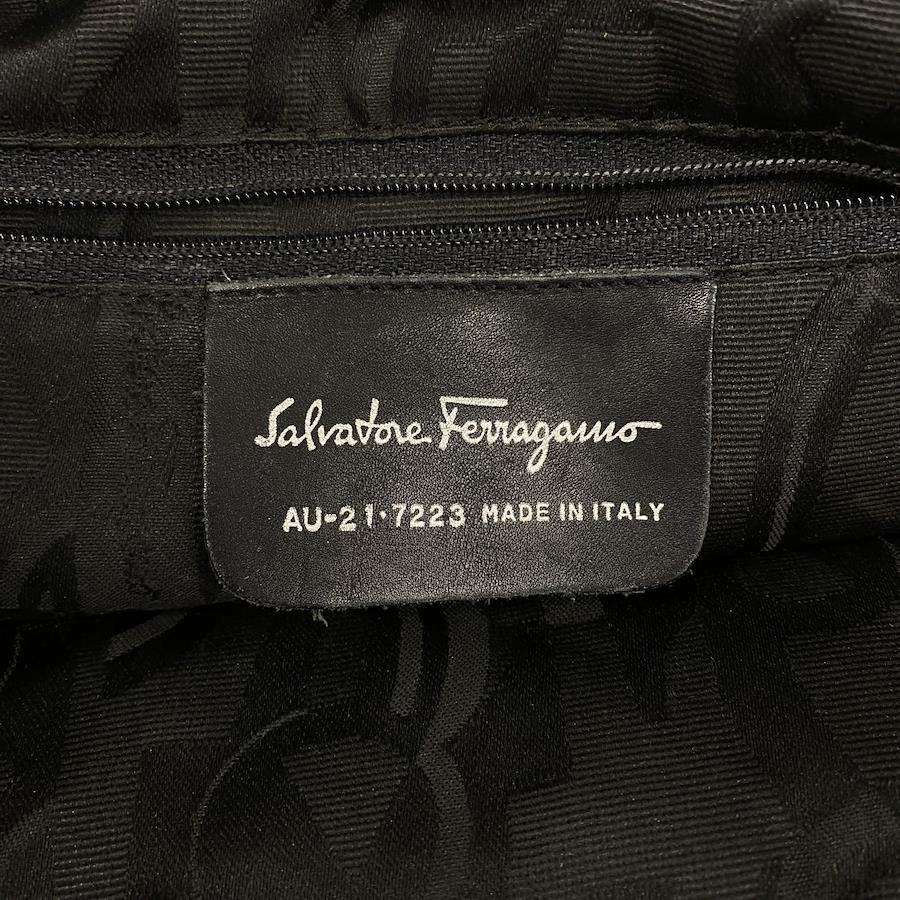 Salvatore Ferragamo
AU-21·7223 MADE IN ITALY